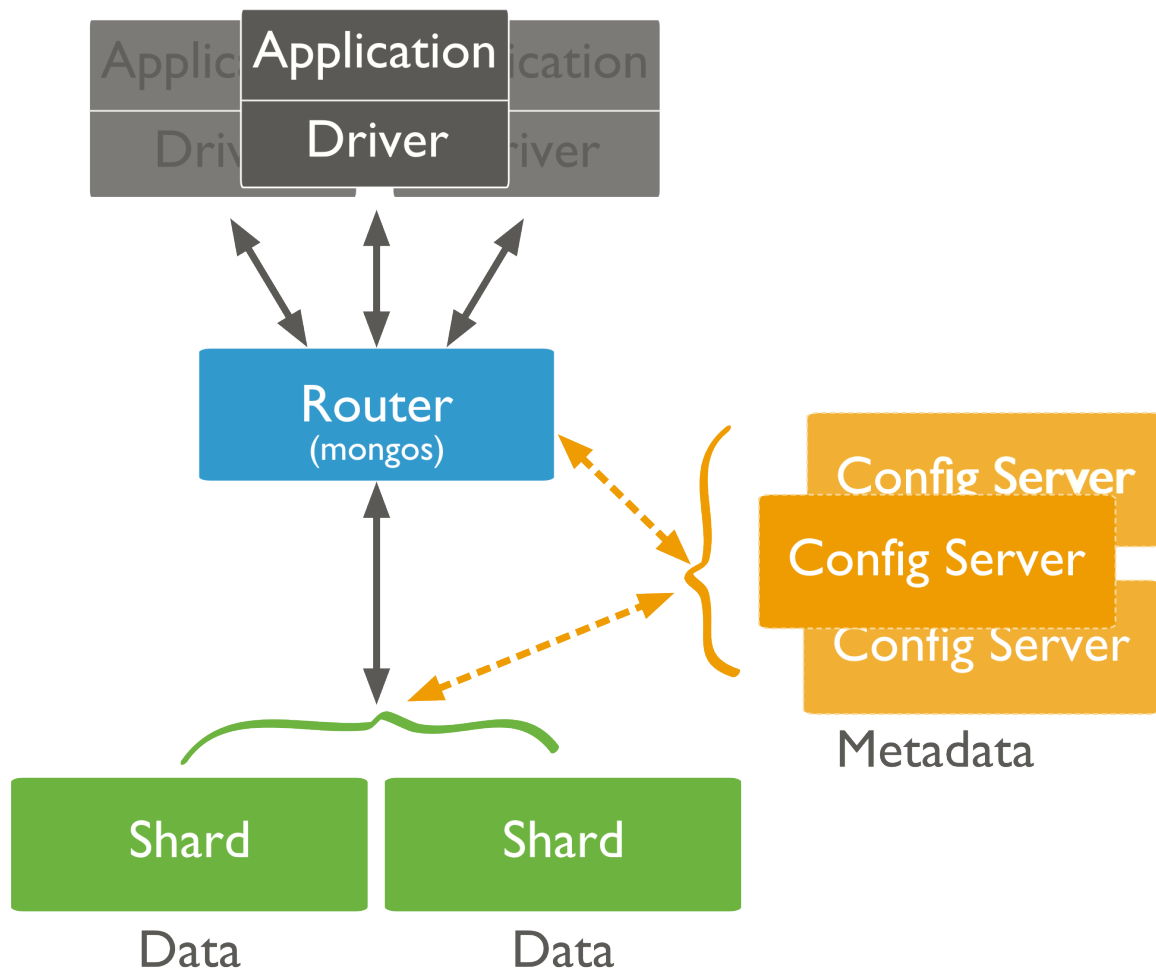 Application
Driver
Router
(mongos)
Config Server
Config Server
Config Server
Metadata
Shard
Shard
Data
Data